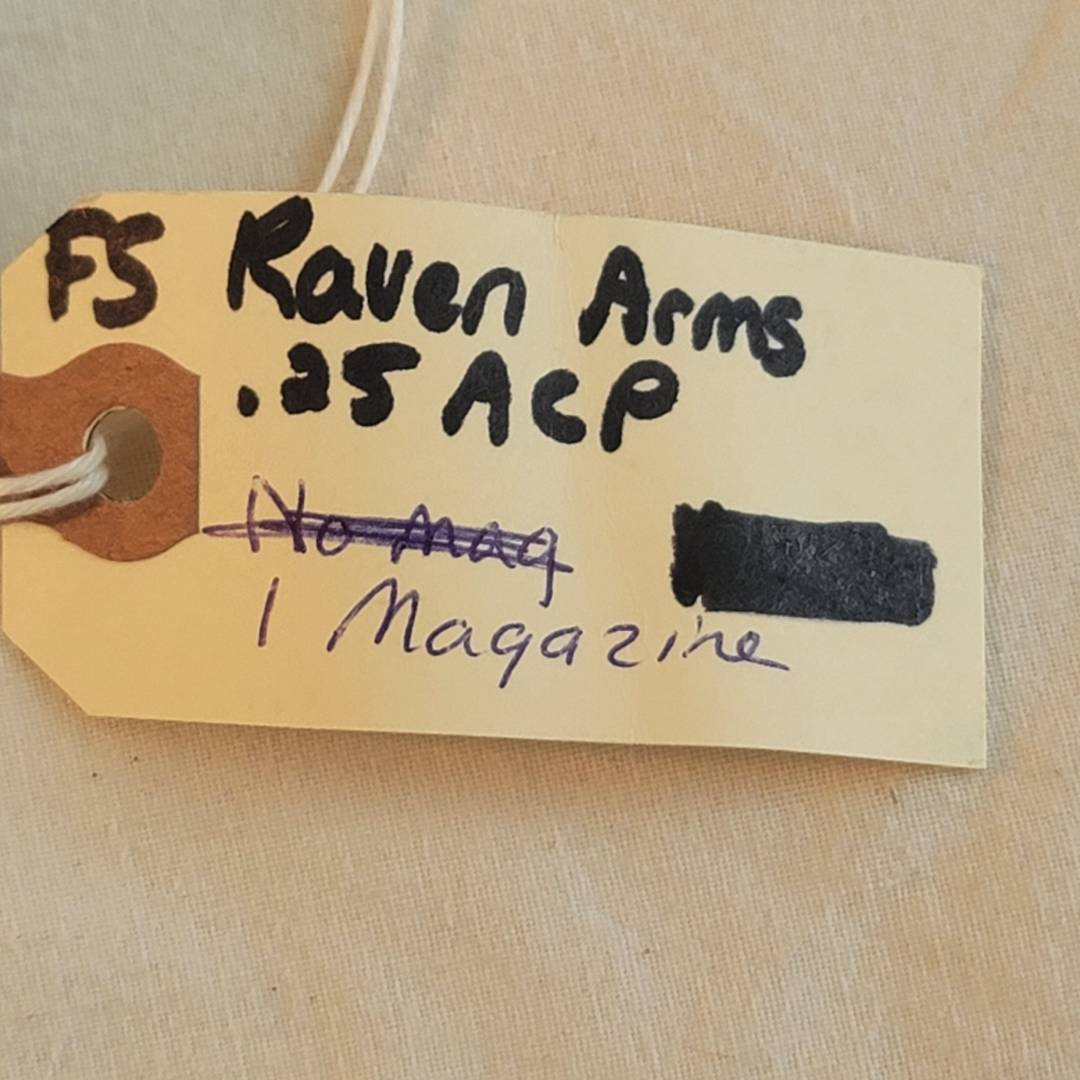 FS Raven Arms
.25 ACP
No mag
1 Magazine